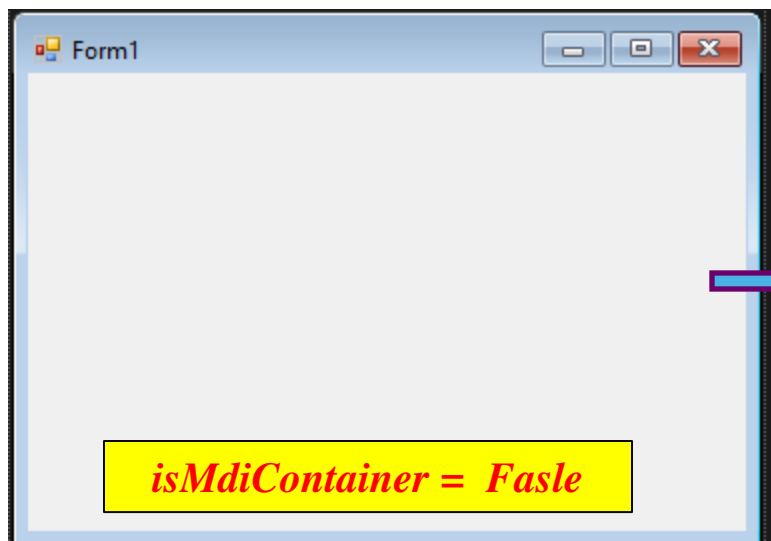 Form1
isMdiContainer = Fasle